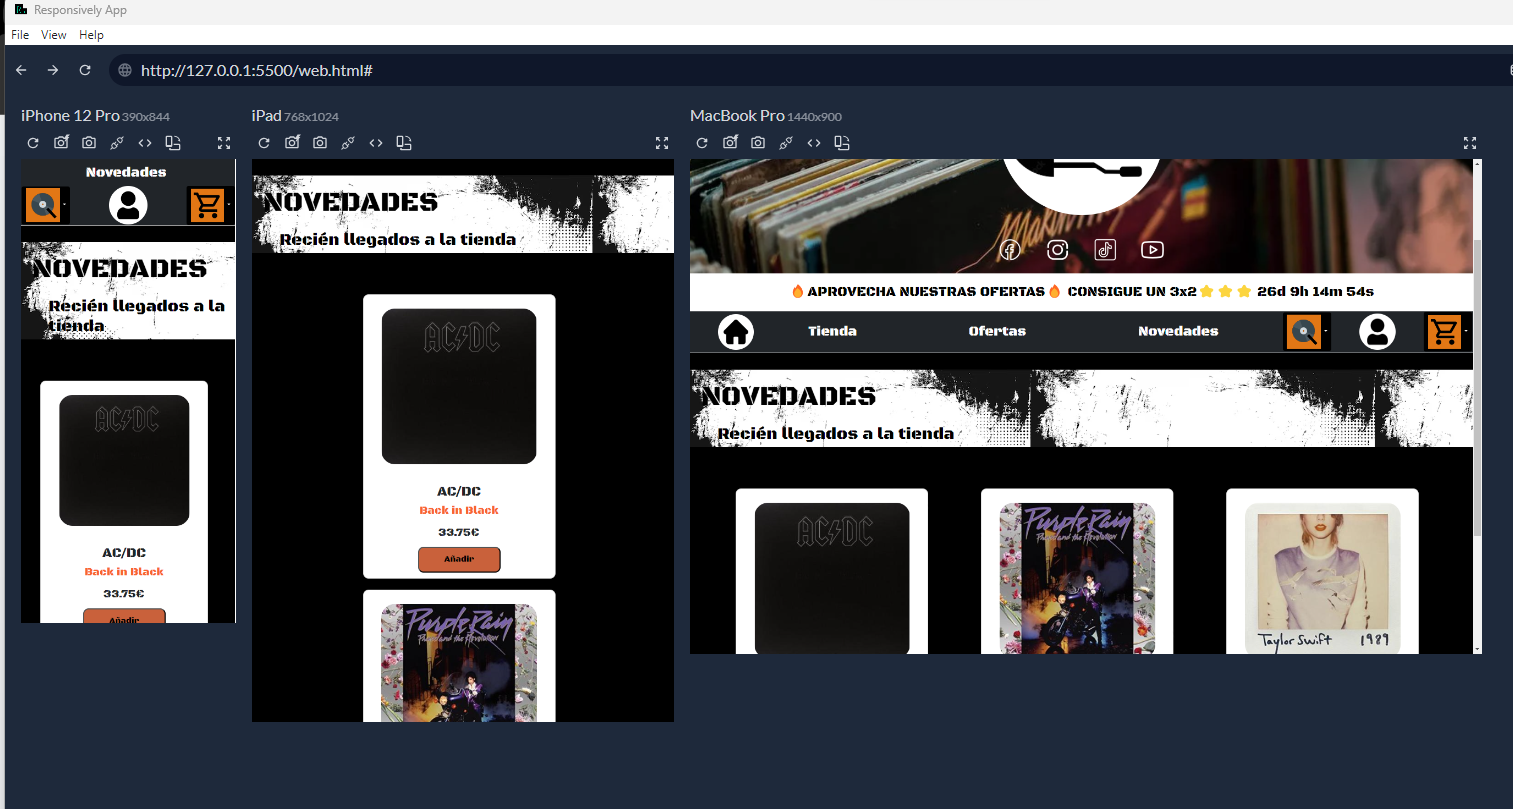 Responsively App
File View Help
http://127.0.0.1:5500/web.html#
iPhone 12 Pro 390x844
Novedades
NOVEDADES
Recién llegados a la
tienda
AC/DC
AC/DC
Back in Black
33.75€
Añadir
iPad 768x1024
NOVEDADES
Recién llegados a la tienda
AC/DC
AC/DC
Back in Black
33.75€
Añadir
Purple Rain
Prince and the Revolution
MacBook Pro 1440x900
🔥 APROVECHA NUESTRAS OFERTAS 🔥 CONSIGUE UN 3x2 ⭐ ⭐ ⭐ 26d 9h 14m 54s
Tienda Ofertas Novedades
NOVEDADES
Recién llegados a la tienda
AC/DC
Purple Rain
Prince and the Revolution
Taylor Swift 1989